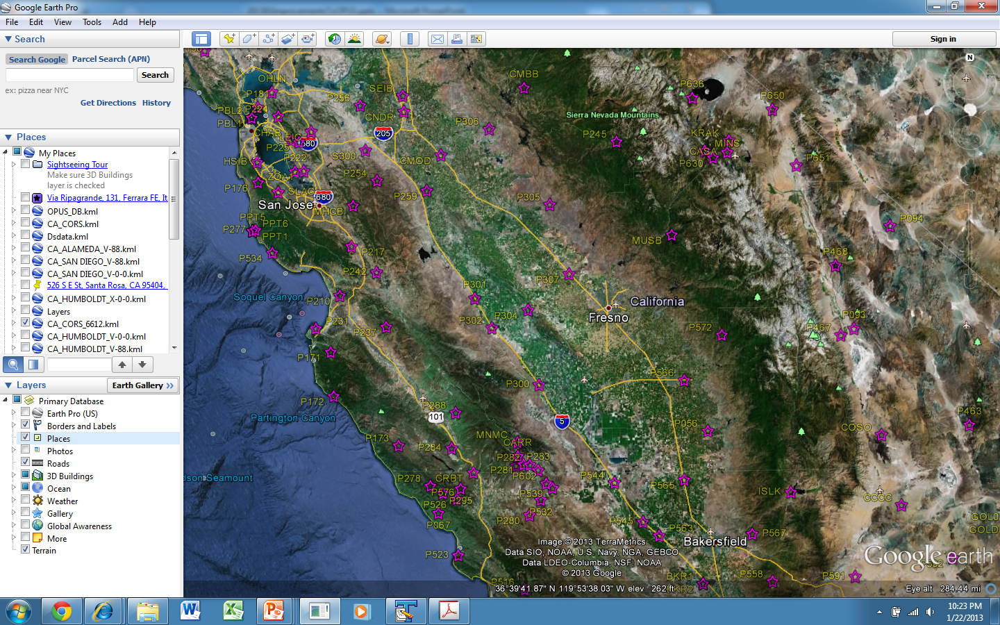 Google Earth Pro
File Edit View Tools Add Help
Search
Sign in
Search Google Parcel Search (APN)
Search
ex: pizza near NYC
Get Directions History
Places
My Places
Sightseeing Tour
Make sure 3D Buildings
layer is checked
Via Ripagrande, 131, Ferrara FE, It
OPUS_DB.kml
CA_CORS.kml
Dsdata.kml
CA_ALAMEDA_V-88.kml
CA_SAN DIEGO_V-88.kml
CA_SAN DIEGO_V-0-0.kml
526 S E St, Santa Rosa, CA 95404,
CA_HUMBOLDT_X-0-0.kml
Layers
CA_CORS_6612.kml
CA_HUMBOLDT_V-0-0.kml
CA_HUMBOLDT_V-88.kml
Layers
Earth Gallery >>
Primary Database
Earth Pro (US)
Borders and Labels
Places
Photos
Roads
3D Buildings
Ocean
Weather
Gallery
Global Awareness
More
Terrain
N
OHLN
CMBB
P181
P256
SEIB
P636
P650
PBL2
P224
CNDR
Sierra Nevada Mountains
PBL1
CHAB
205
P306
P245
KRAK
LEIC
680
MINS
P225
CASA
HSIB
P222
S300
CMOD
P630
P651
ZOA1
P254
P176
SLAC
680
P259
P305
San Jose
MHCB
PPT5
P094
P277
PPT6
PPT1
MUSB
P534
P217
P468
P242
P307
Soquel Canyon
P210
P301
California
P231
P302
P304
Fresno
P093
P237
P572
P467
P171
P566
P300
P172
P288
Partington Canyon
101
5
P463
P056
COSO
P173
MNMC
P284
CARR
P282
P283
P281
P278
CRBT
P602
P544
P565
P576
P539
ISLK
P526
P295
CCCC
P532
P067
P280
P545
P563
P567
GOLD
Bakersfield
P523
Image © 2013 TerraMetrics
Data SIO, NOAA, U.S. Navy, NGA, GEBCO
Data LDEO-Columbia, NSF, NOAA
© 2013 Google
Google earth
P516
BKR1
P558
P591
36°39'41.87" N 119°53'38.03" W elev 262 ft
Eye alt 284.44 mi
10:23 PM
1/22/2013